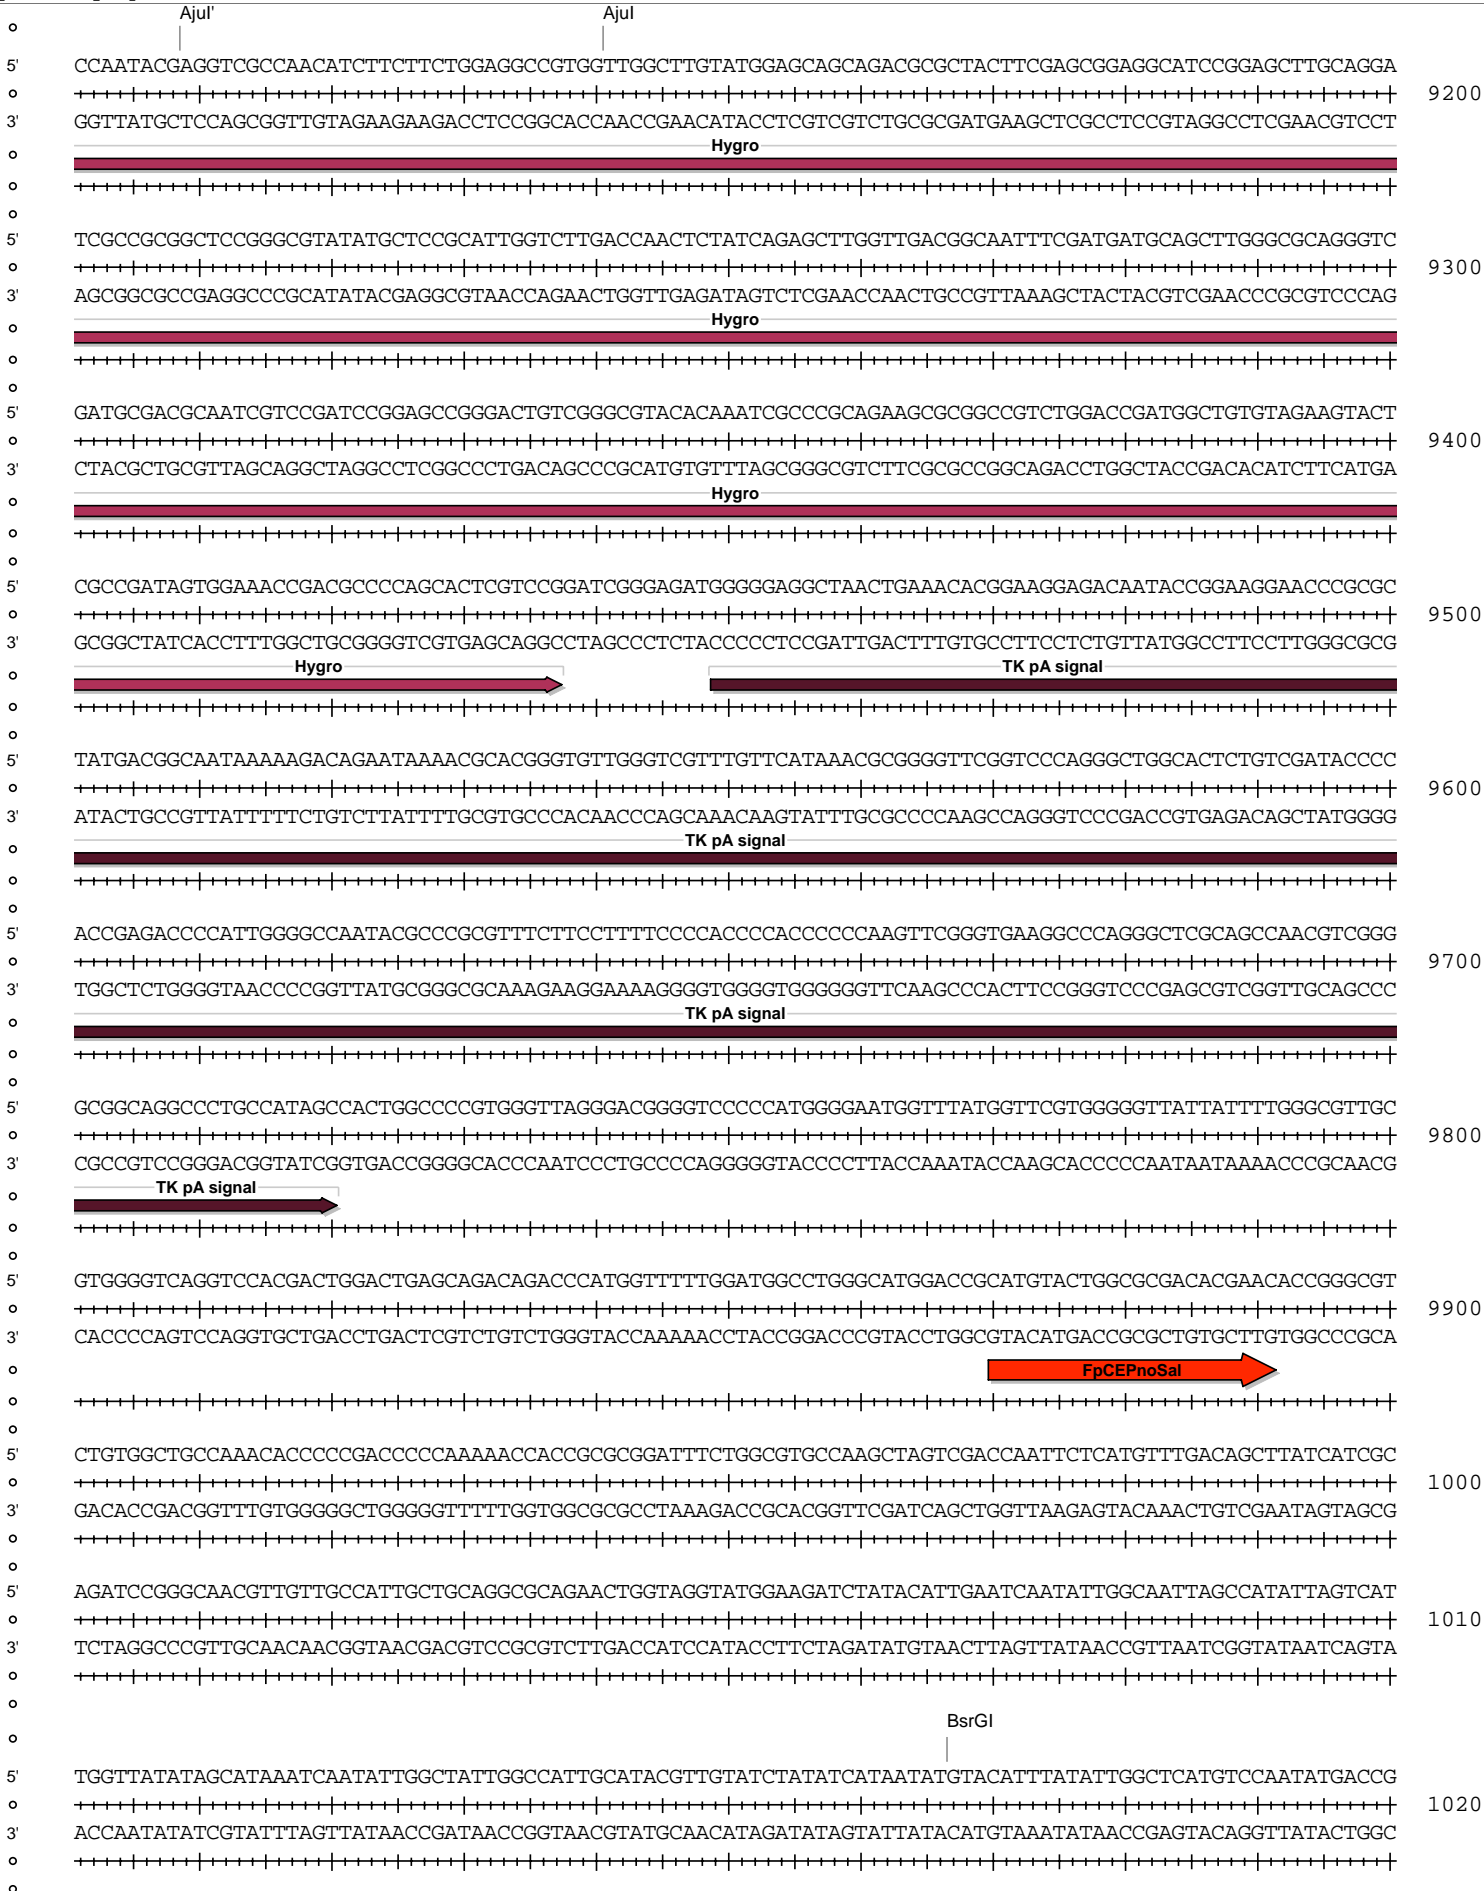 AjuI' AjuI
5' CCAATACGAGGTCGCCAACATCTTCTTCTGGAGGCCGTGGTTGGCTTGTATGGAGCAGCAGACGCGCTACTTCGAGCGGAGGCATCCGGAGCTTGCAGGA
9200
3' GGTTATGCTCCAGCGGTTGTAGAAGAAGACCTCCGGCACCAACCGAACATACCTCGTCGTCTGCGCGATGAAGCTCGCCTCCGTAGGCCTCGAACGTCCT
Hygro
5' TCGCCGCGGCTCCGGGCGTATATGCTCCGCATTGGTCTTGACCAACTCTATCAGAGCTTGGTTGACGGCAATTTCGATGATGCAGCTTGGGCGCAGGGTC
9300
3' AGCGGCGCCGAGGCCCGCATATACGAGGCGTAACCAGAACTGGTTGAGATAGTCTCGAACCAACTGCCGTTAAAGCTACTACGTCGAACCCGCGTCCCAG
Hygro
5' GATGCGACGCAATCGTCCGATCCGGAGCCGGGACTGTCGGGCGTACACAAATCGCCCGCAGAAGCGCGGCCGTCTGGACCGATGGCTGTGTAGAAGTACT
9400
3' CTACGCTGCGTTAGCAGGCTAGGCCTCGGCCCTGACAGCCCGCATGTGTTTAGCGGGCGTCTTCGCGCCGGCAGACCTGGCTACCGACACATCTTCATGA
Hygro
5' CGCCGATAGTGGAAACCGACGCCCCAGCACTCGTCCGGATCGGGAGATGGGGGAGGCTAACTGAAACACGGAAGGAGACAATACCGGAAGGAACCCGCGC
9500
3' GCGGCTATCACCTTTGGCTGCGGGGTCGTGAGCAGGCCTAGCCCTCTACCCCCTCCGATTGACTTTGTGCCTTCCTCTGTTATGGCCTTCCTTGGGCGCG
Hygro TK pA signal
5' TATGACGGCAATAAAAAGACAGAATAAAACGCACGGGTGTTGGGTCGTTTGTTCATAAACGCGGGGTTCGGTCCCAGGGCTGGCACTCTGTCGATACCCC
9600
3' ATACTGCCGTTATTTTTCTGTCTTATTTTGCGTGCCCACAACCCAGCAAACAAGTATTTGCGCCCCAAGCCAGGGTCCCGACCGTGAGACAGCTATGGGG
TK pA signal
5' ACCGAGACCCCATTGGGGCCAATACGCCCGCGTTTCTTCCTTTTCCCCACCCCACCCCCCAAGTTCGGGTGAAGGCCCAGGGCTCGCAGCCAACGTCGGG
9700
3' TGGCTCTGGGGTAACCCCGGTTATGCGGGCGCAAAGAAGGAAAAGGGGTGGGGTGGGGGGTTCAAGCCCACTTCCGGGTCCCGAGCGTCGGTTGCAGCCC
TK pA signal
5' GCGGCAGGCCCTGCCATAGCCACTGGCCCCGTGGGTTAGGGACGGGGTCCCCCATGGGGAATGGTTTATGGTTCGTGGGGGTTATTATTTTGGGCGTTGC
9800
3' CGCCGTCCGGGACGGTATCGGTGACCGGGGCACCCAATCCCTGCCCCAGGGGGTACCCCTTACCAAATACCAAGCACCCCCAATAATAAAACCCGCAACG
TK pA signal
5' GTGGGGTCAGGTCCACGACTGGACTGAGCAGACAGACCCATGGTTTTTGGATGGCCTGGGCATGGACCGCATGTACTGGCGCGACACGAACACCGGGCGT
9900
3' CACCCCAGTCCAGGTGCTGACCTGACTCGTCTGTCTGGGTACCAAAAACCTACCGGACCCGTACCTGGCGTACATGACCGCGCTGTGCTTGTGGCCCGCA
FpCEPnoSal
5' CTGTGGCTGCCAAACACCCCCGACCCCCAAAAACCACCGCGCGGATTTCTGGCGTGCCAAGCTAGTCGACCAATTCTCATGTTTGACAGCTTATCATCGC
1000
3' GACACCGACGGTTTGTGGGGGCTGGGGGTTTTTGGTGGCGCGCCTAAAGACCGCACGGTTCGATCAGCTGGTTAAGAGTACAAACTGTCGAATAGTAGCG
5' AGATCCGGGCAACGTTGTTGCCATTGCTGCAGGCGCAGAACTGGTAGGTATGGAAGATCTATACATTGAATCAATATTGGCAATTAGCCATATTAGTCAT
1010
3' TCTAGGCCCGTTGCAACAACGGTAACGACGTCCGCGTCTTGACCATCCATACCTTCTAGATATGTAACTTAGTTATAACCGTTAATCGGTATAATCAGTA
BsrGI
5' TGGTTATATAGCATAAATCAATATTGGCTATTGGCCATTGCATACGTTGTATCTATATCATAATATGTACATTTATATTGGCTCATGTCCAATATGACCG
1020
3' ACCAATATATCGTATTTAGTTATAACCGATAACCGGTAACGTATGCAACATAGATATAGTATTATACATGTAAATATAACCGAGTACAGGTTATACTGGC